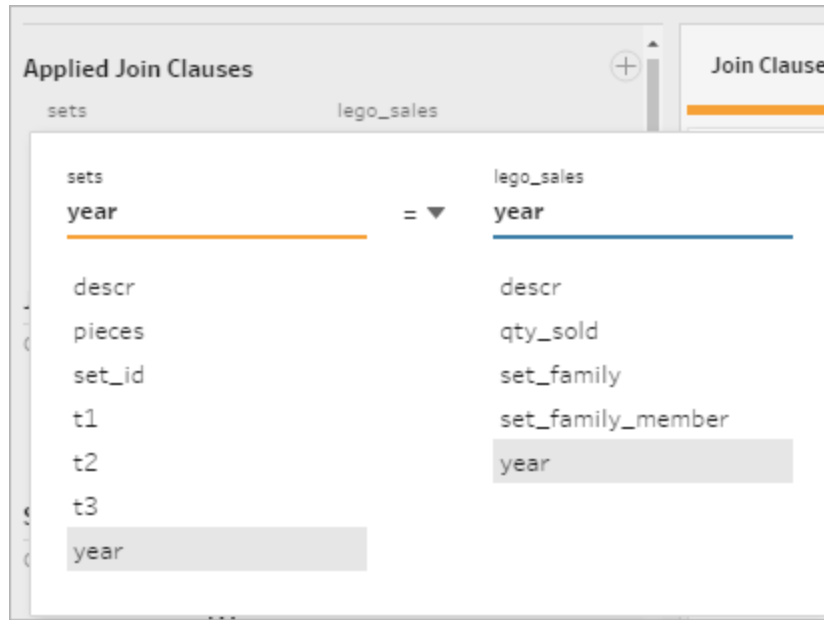 Applied Join Clauses
Join Clause
sets lego_sales
sets lego_sales
year = year
descr descr
pieces qty_sold
set_id set_family
t1 set_family_member
t2 year
t3
year